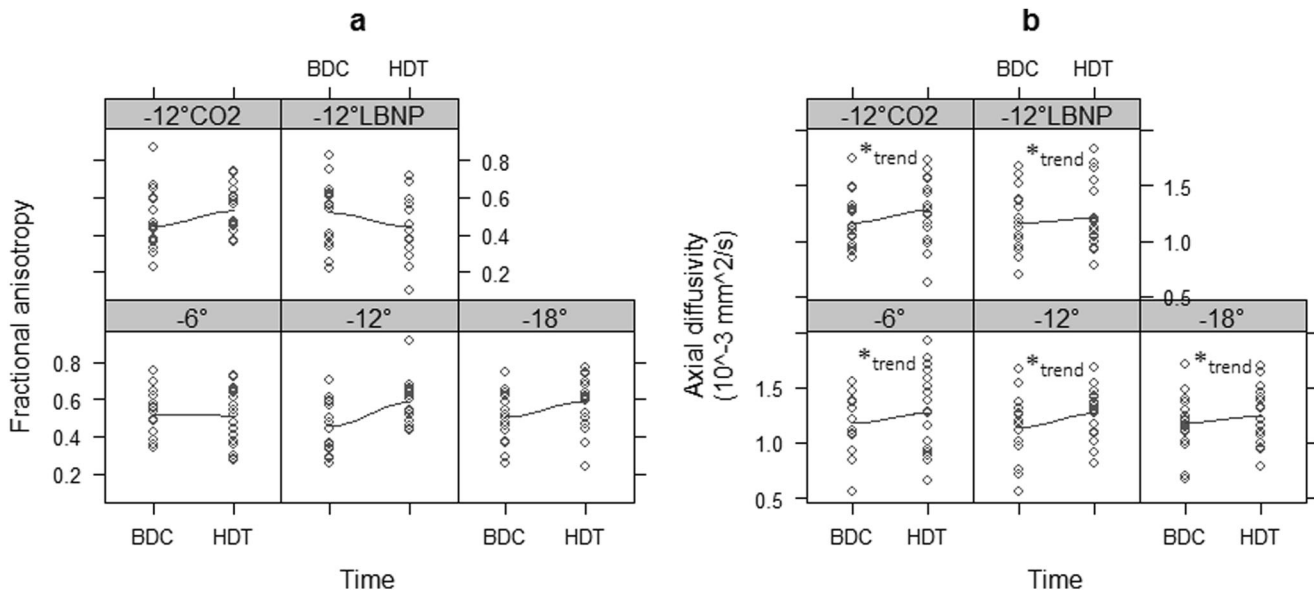 a
BDC HDT
-12°CO2 -12°LBNP
0.8
0.6
0.4
0.2
-6° -12° -18°
0.8
0.6
0.4
0.2
Fractional anisotropy
BDC HDT BDC HDT
Time
b
BDC HDT
-12°CO2 -12°LBNP
*trend *trend
1.5
1.0
0.5
-6° -12° -18°
*trend *trend *trend
1.5
1.0
0.5
Axial diffusivity
(10^-3 mm^2/s)
BDC HDT BDC HDT
Time